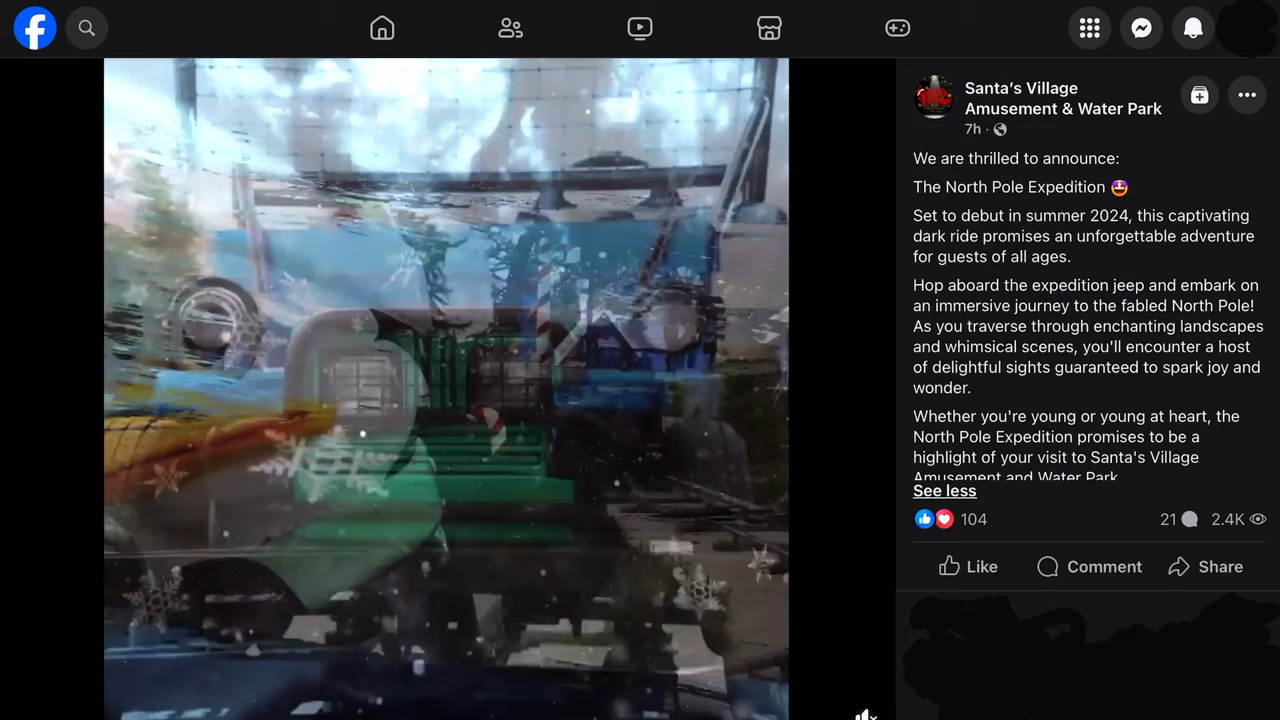 Santa's Village
Amusement & Water Park
7h ·
We are thrilled to announce:
The North Pole Expedition 🤩
Set to debut in summer 2024, this captivating
dark ride promises an unforgettable adventure
for guests of all ages.
Hop aboard the expedition jeep and embark on
an immersive journey to the fabled North Pole!
As you traverse through enchanting landscapes
and whimsical scenes, you'll encounter a host
of delightful sights guaranteed to spark joy and
wonder.
Whether you're young or young at heart, the
North Pole Expedition promises to be a
highlight of your visit to Santa's Village
Amusement and Water Park
See less
104
21
2.4K
Like
Comment
Share